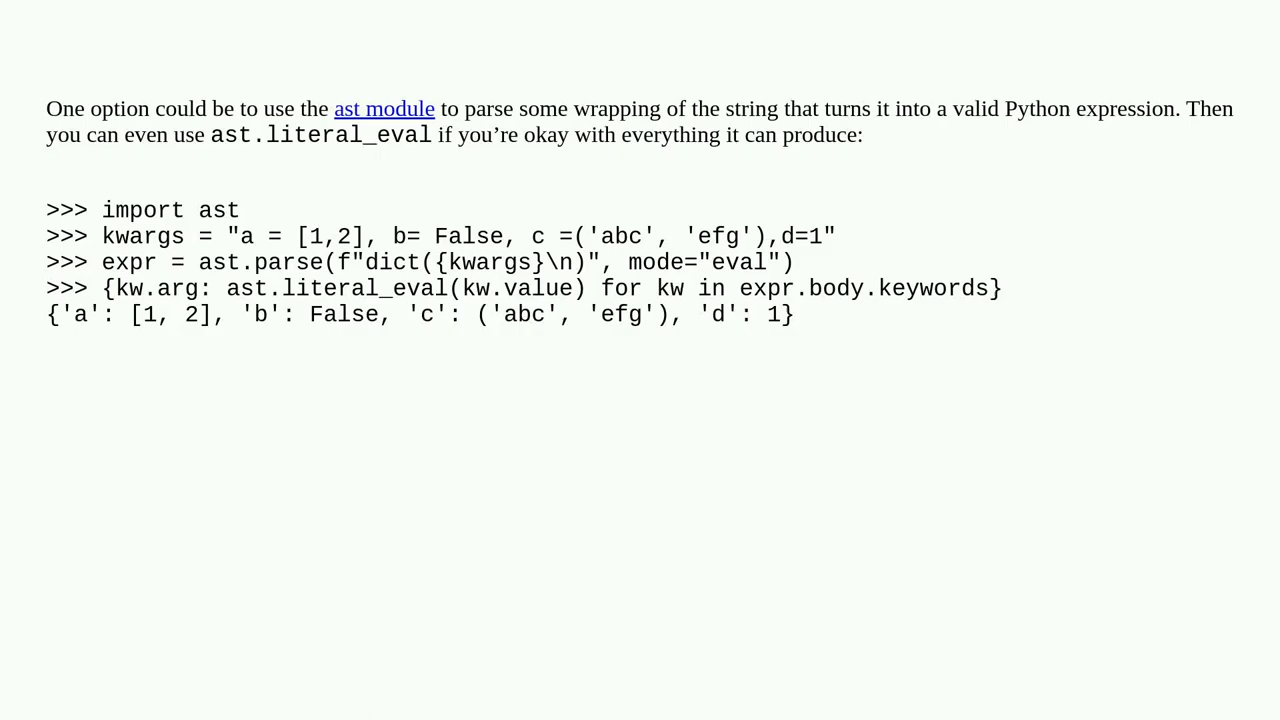 One option could be to use the ast module to parse some wrapping of the string that turns it into a valid Python expression. Then
you can even use ast.literal_eval if you’re okay with everything it can produce:
>>> import ast
>>> kwargs = "a = [1,2], b= False, c =('abc', 'efg'),d=1"
>>> expr = ast.parse(f"dict({kwargs}\n)", mode="eval")
>>> {kw.arg: ast.literal_eval(kw.value) for kw in expr.body.keywords}
{'a': [1, 2], 'b': False, 'c': ('abc', 'efg'), 'd': 1}